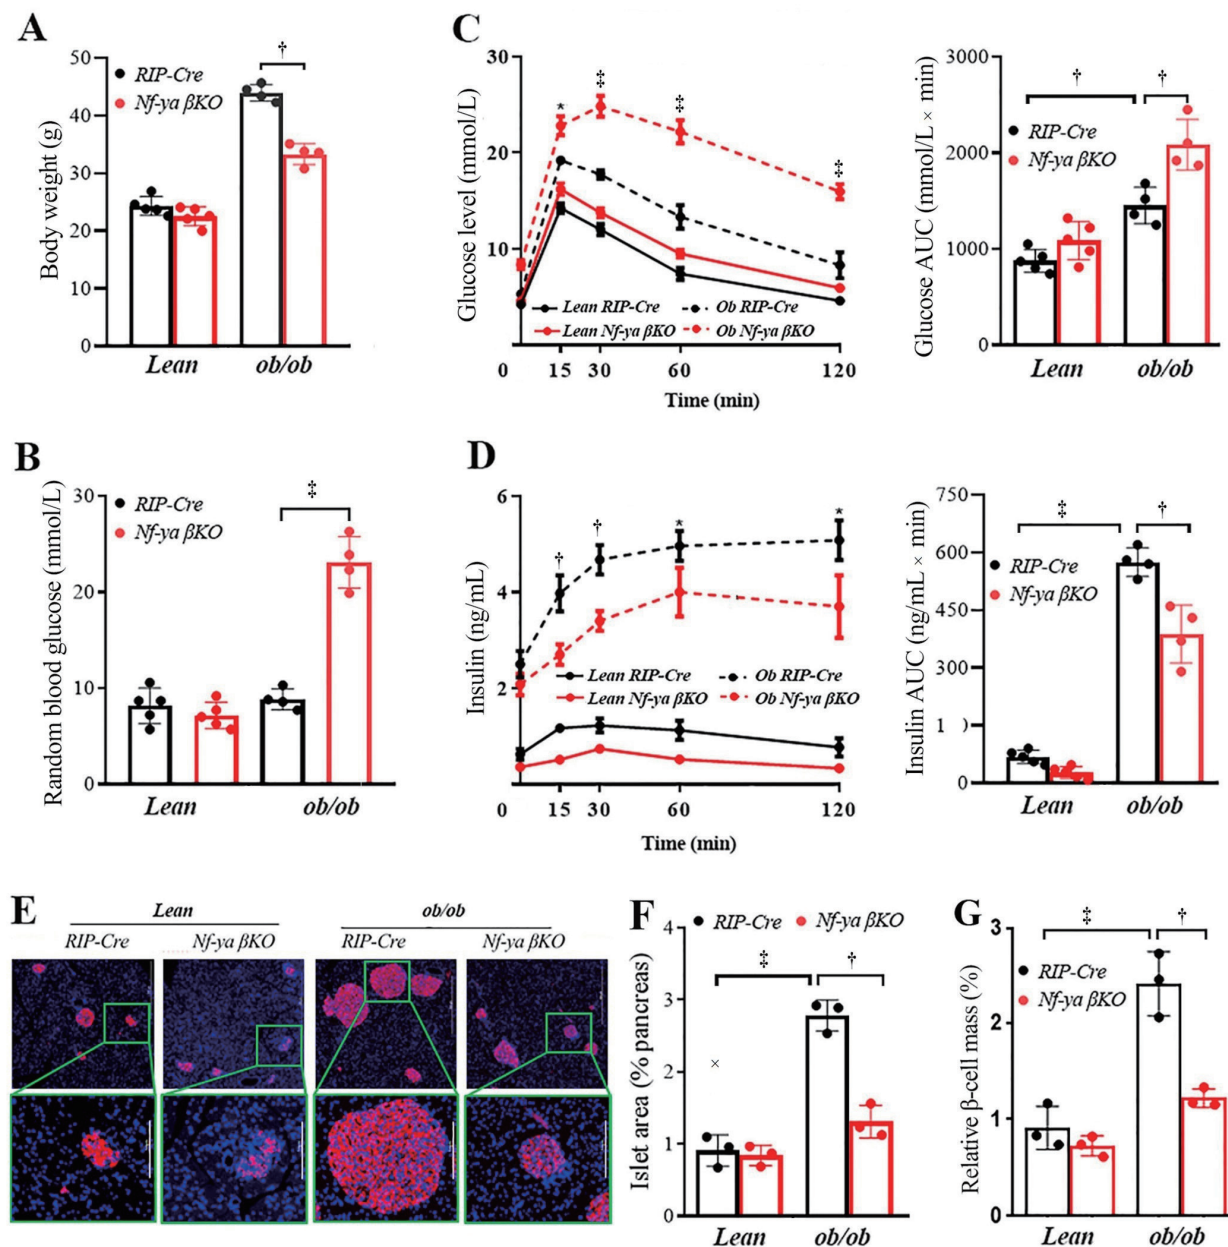 A
Body weight (g)
50
40
30
20
10
0
RIP-Cre
Nf-ya βKO
†
Lean
ob/ob
C
Glucose level (mmol/L)
30
20
10
*
‡
‡
‡
Lean RIP-Cre
Ob RIP-Cre
Lean Nf-ya βKO
Ob Nf-ya βKO
0
15
30
60
120
Time (min)
Glucose AUC (mmol/L × min)
3000
2000
1000
0
†
†
RIP-Cre
Nf-ya βKO
Lean
ob/ob
B
Random blood glucose (mmol/L)
30
20
10
0
RIP-Cre
Nf-ya βKO
‡
Lean
ob/ob
D
Insulin (ng/mL)
6
4
2
0
†
†
*
*
Lean RIP-Cre
Ob RIP-Cre
Lean Nf-ya βKO
Ob Nf-ya βKO
0
15
30
60
120
Time (min)
Insulin AUC (ng/mL × min)
750
600
450
300
0
‡
†
RIP-Cre
Nf-ya βKO
Lean
ob/ob
E
Lean
ob/ob
RIP-Cre
Nf-ya βKO
RIP-Cre
Nf-ya βKO
F
RIP-Cre
Nf-ya βKO
Islet area (% pancreas)
4
3
2
1
0
‡
†
×
Lean
ob/ob
G
Relative β-cell mass (%)
3
2
1
0
‡
†
RIP-Cre
Nf-ya βKO
Lean
ob/ob